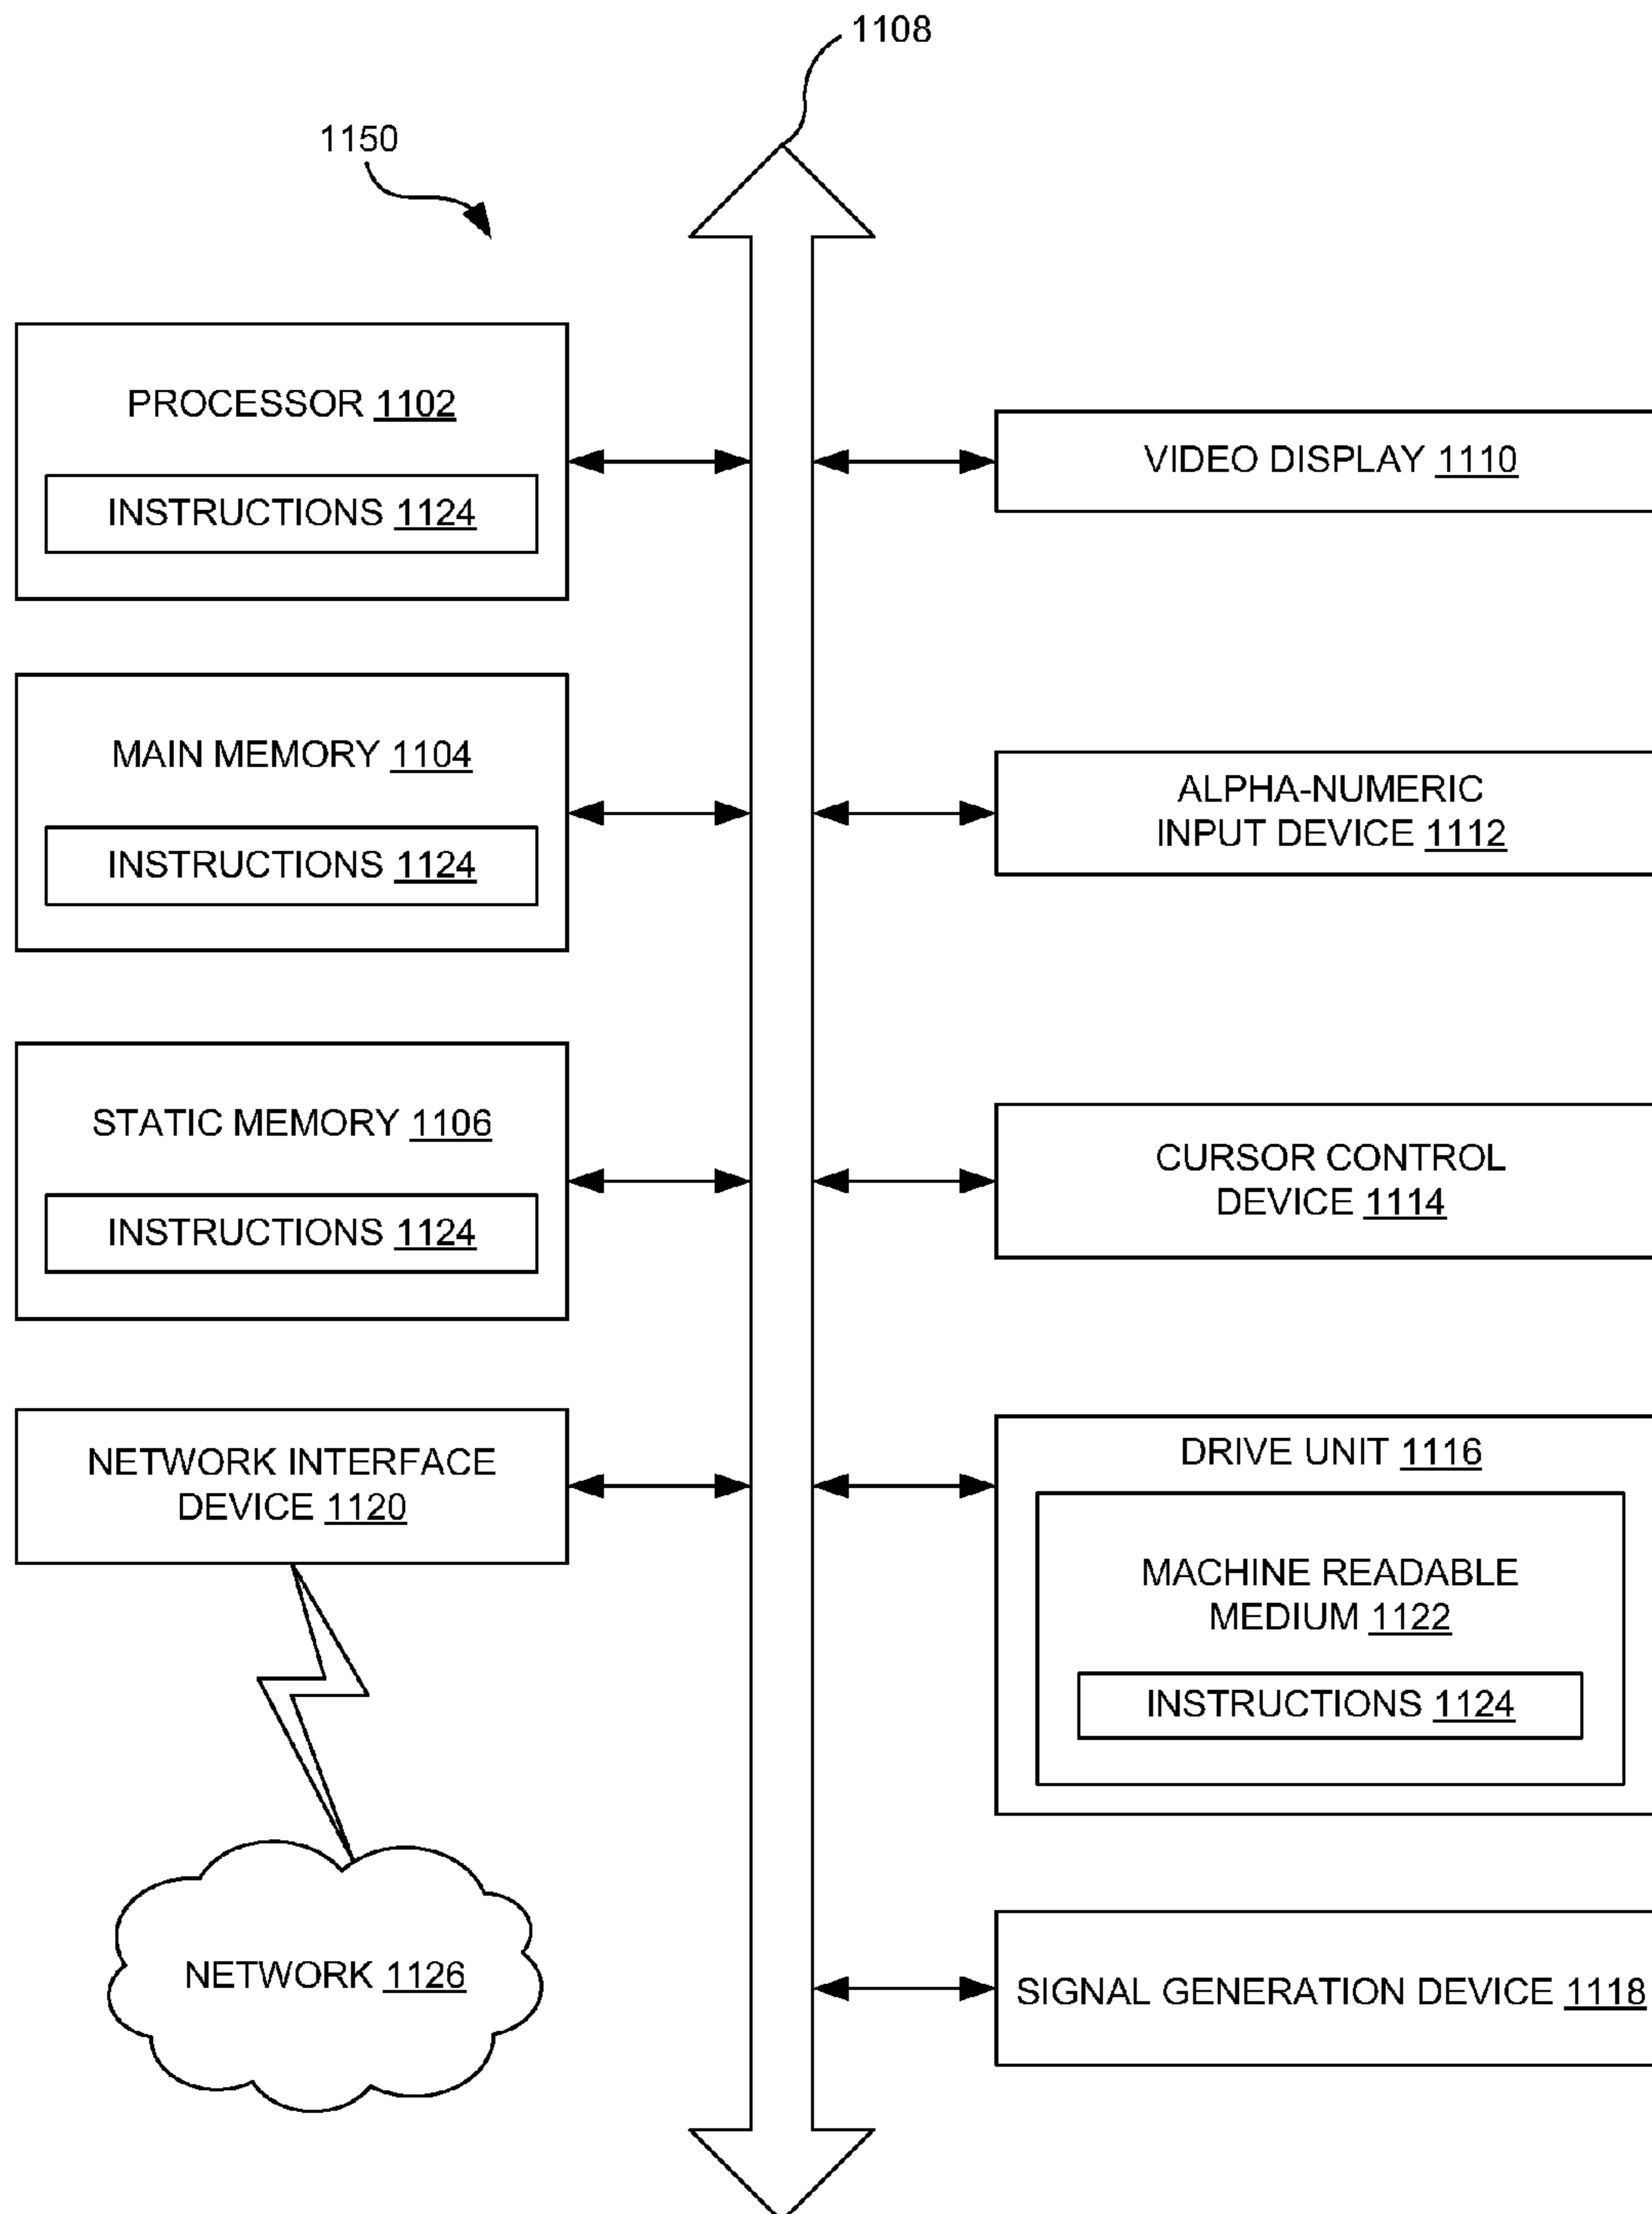 1108
1150
PROCESSOR 1102
INSTRUCTIONS 1124
MAIN MEMORY 1104
INSTRUCTIONS 1124
STATIC MEMORY 1106
INSTRUCTIONS 1124
NETWORK INTERFACE
DEVICE 1120
NETWORK 1126
VIDEO DISPLAY 1110
ALPHA-NUMERIC
INPUT DEVICE 1112
CURSOR CONTROL
DEVICE 1114
DRIVE UNIT 1116
MACHINE READABLE
MEDIUM 1122
INSTRUCTIONS 1124
SIGNAL GENERATION DEVICE 1118